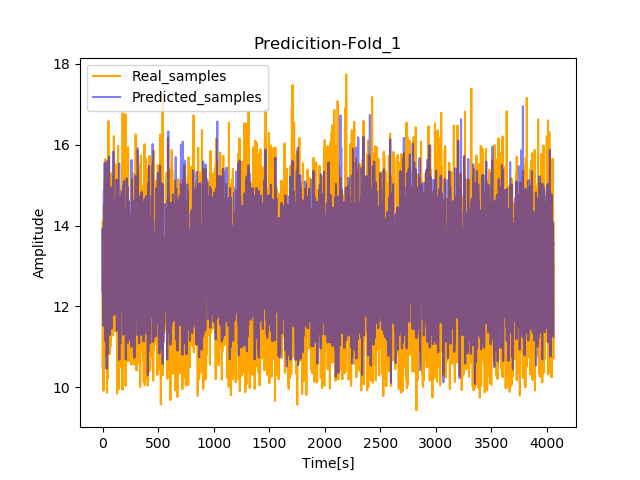 Predicition-Fold_1
Real_samples
Predicted_samples
18
16
14
12
10
Amplitude
0 500 1000 1500 2000 2500 3000 3500 4000
Time[s]